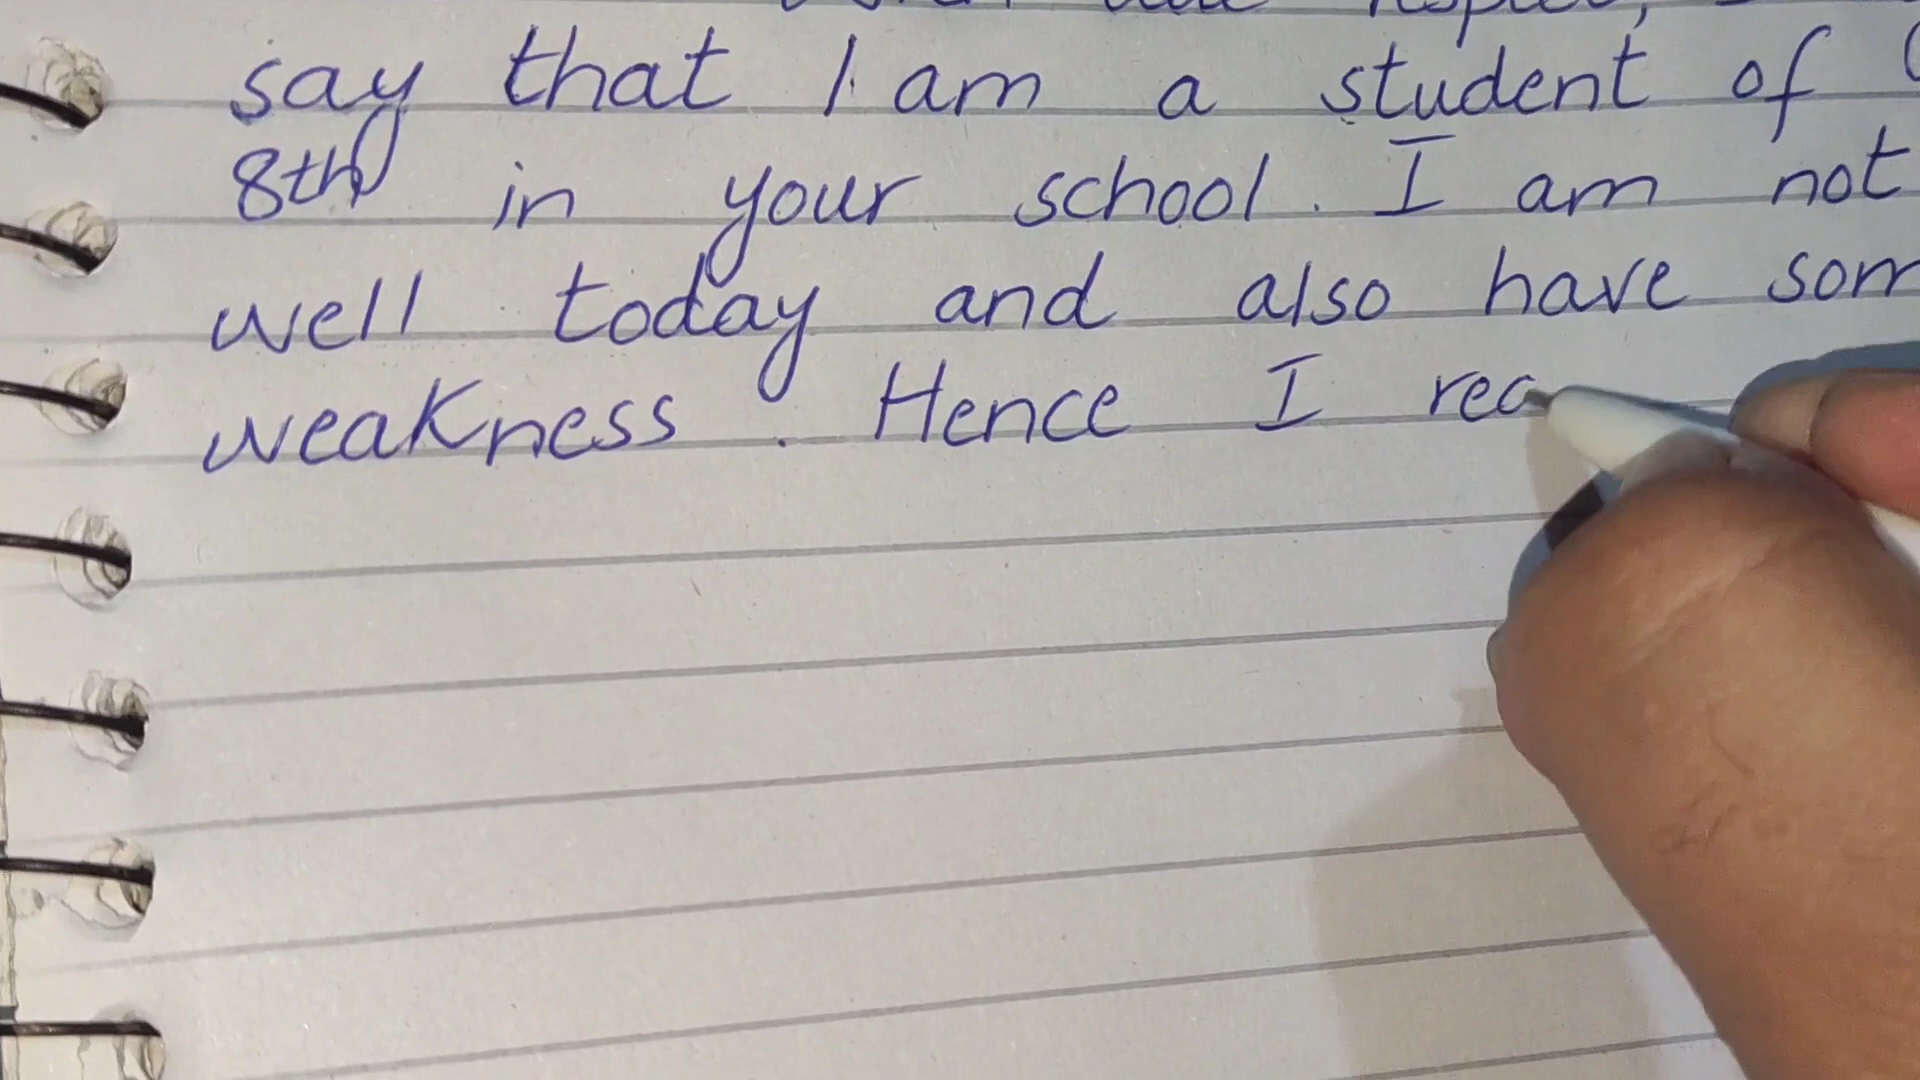 say that I am a student of
8th in your school. I am not
well today and also have som
weakness. Hence I rec